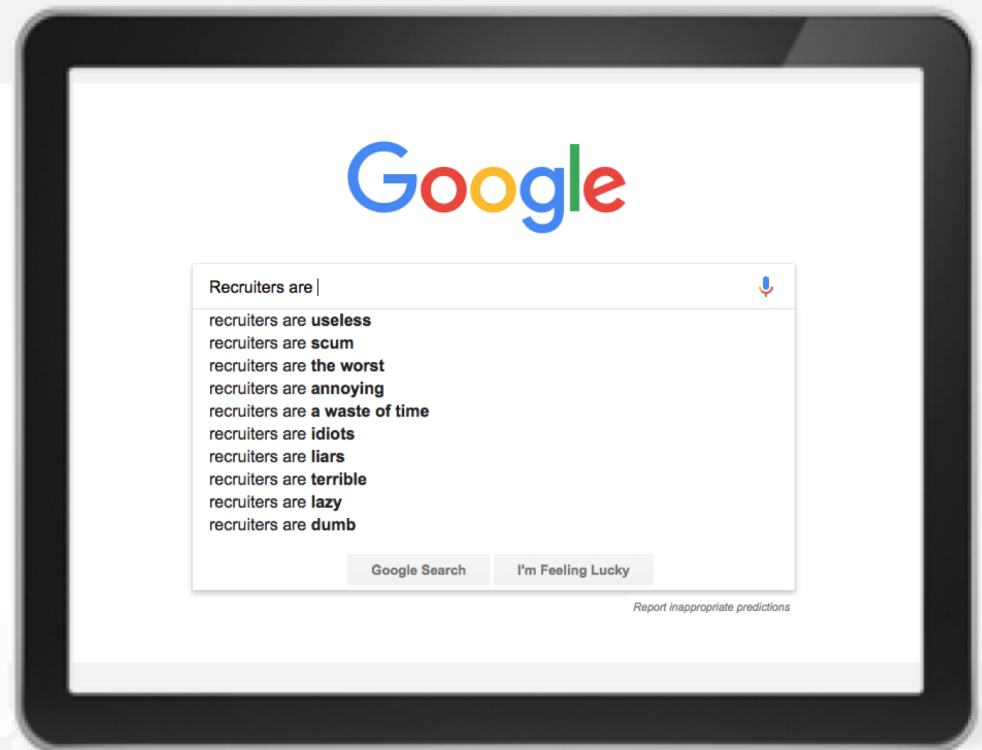 Google
Recruiters are
recruiters are useless
recruiters are scum
recruiters are the worst
recruiters are annoying
recruiters are a waste of time
recruiters are idiots
recruiters are liars
recruiters are terrible
recruiters are lazy
recruiters are dumb
Google Search I'm Feeling Lucky
Report inappropriate predictions